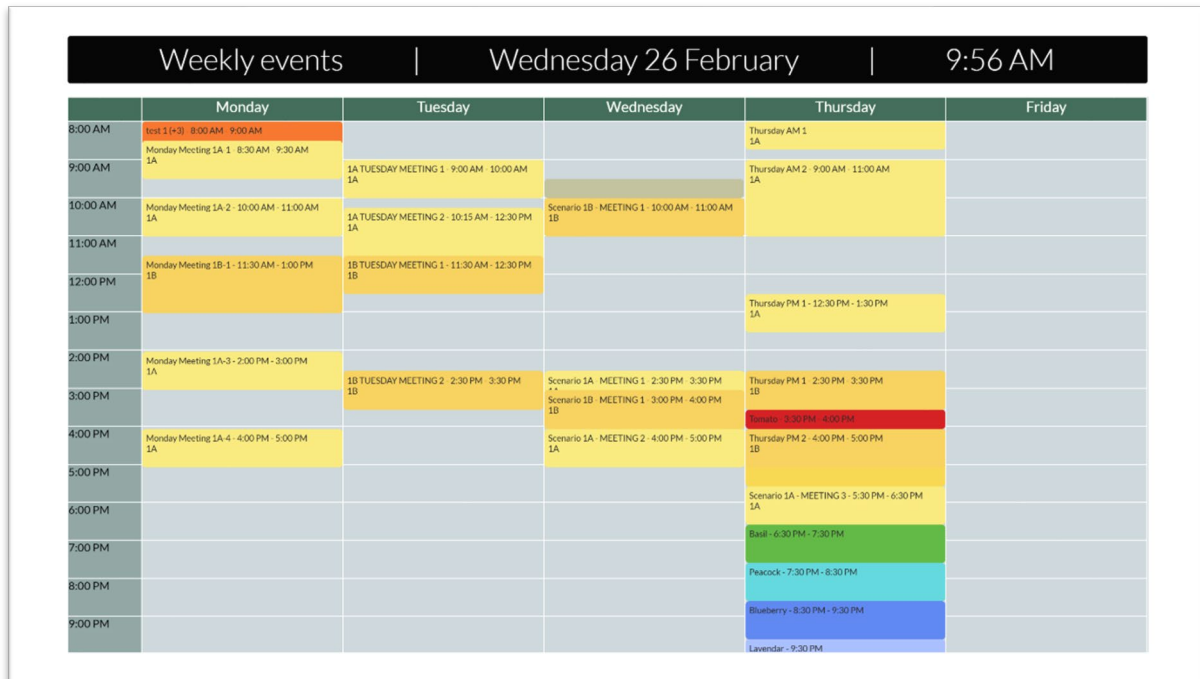 Weekly events | Wednesday 26 February | 9:56 AM
Monday Tuesday Wednesday Thursday Friday
8:00 AM
9:00 AM
10:00 AM
11:00 AM
12:00 PM
1:00 PM
2:00 PM
3:00 PM
4:00 PM
5:00 PM
6:00 PM
7:00 PM
8:00 PM
9:00 PM
test 1 (+3) - 8:00 AM - 9:00 AM
Monday Meeting 1A-1 - 8:30 AM - 9:30 AM
1A
Monday Meeting 1A-2 - 10:00 AM - 11:00 AM
1A
Monday Meeting 1B-1 - 11:30 AM - 1:00 PM
1B
Monday Meeting 1A-3 - 2:00 PM - 3:00 PM
1A
Monday Meeting 1A-4 - 4:00 PM - 5:00 PM
1A
1A TUESDAY MEETING 1 - 9:00 AM - 10:00 AM
1A
1A TUESDAY MEETING 2 - 10:15 AM - 12:30 PM
1A
1B TUESDAY MEETING 1 - 11:30 AM - 12:30 PM
1B
1B TUESDAY MEETING 2 - 2:30 PM - 3:30 PM
1B
Scenario 1B - MEETING 1 - 10:00 AM - 11:00 AM
1B
Scenario 1A - MEETING 1 - 2:30 PM - 3:30 PM
Scenario 1B - MEETING 1 - 3:00 PM - 4:00 PM
1B
Scenario 1A - MEETING 2 - 4:00 PM - 5:00 PM
1A
Thursday AM 1
1A
Thursday AM 2 - 9:00 AM - 11:00 AM
1A
Thursday PM 1 - 12:30 PM - 1:30 PM
1A
Thursday PM 1 - 2:30 PM - 3:30 PM
1B
Tomato - 3:30 PM - 4:00 PM
Thursday PM 2 - 4:00 PM - 5:00 PM
1B
Scenario 1A - MEETING 3 - 5:30 PM - 6:30 PM
1A
Basil - 6:30 PM - 7:30 PM
Peacock - 7:30 PM - 8:30 PM
Blueberry - 8:30 PM - 9:30 PM
Lavendar - 9:30 PM